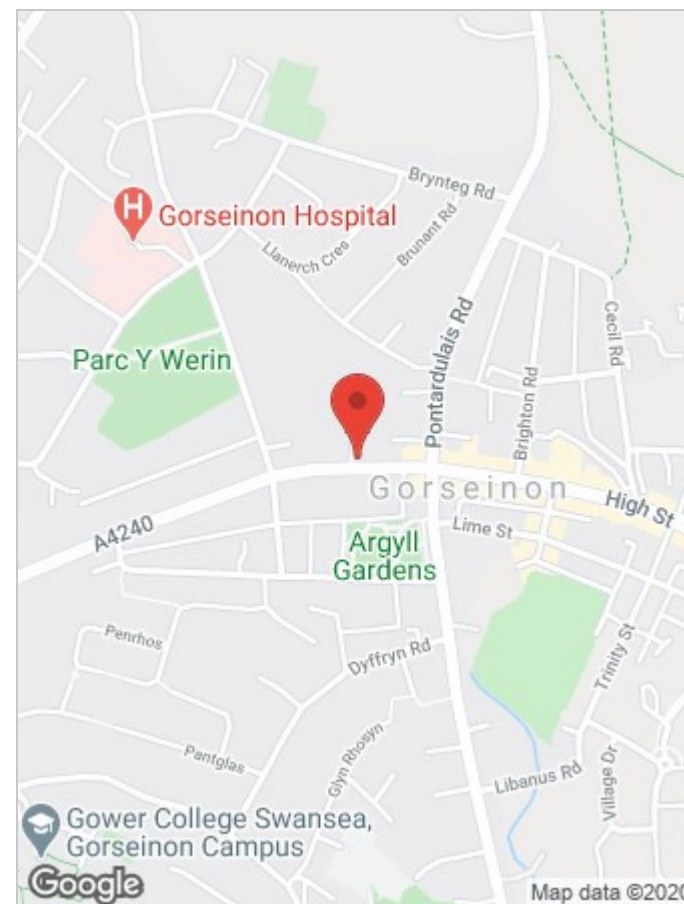 Brynteg Rd
H
Gorseinon Hospital
Brunant Rd
Llanerch Cres
Cecil Rd
Pontardulais Rd
Parc Y Werin
Brighton Rd
Gorseinon
High St
A4240
Lime St
Argyll
Gardens
Penrhos
Dyffryn Rd
Trinity St
Pantglas
Glyn Rhosyn
Libanus Rd
Village Dr
Gower College Swansea,
Gorseinon Campus
Google
Map data ©2020